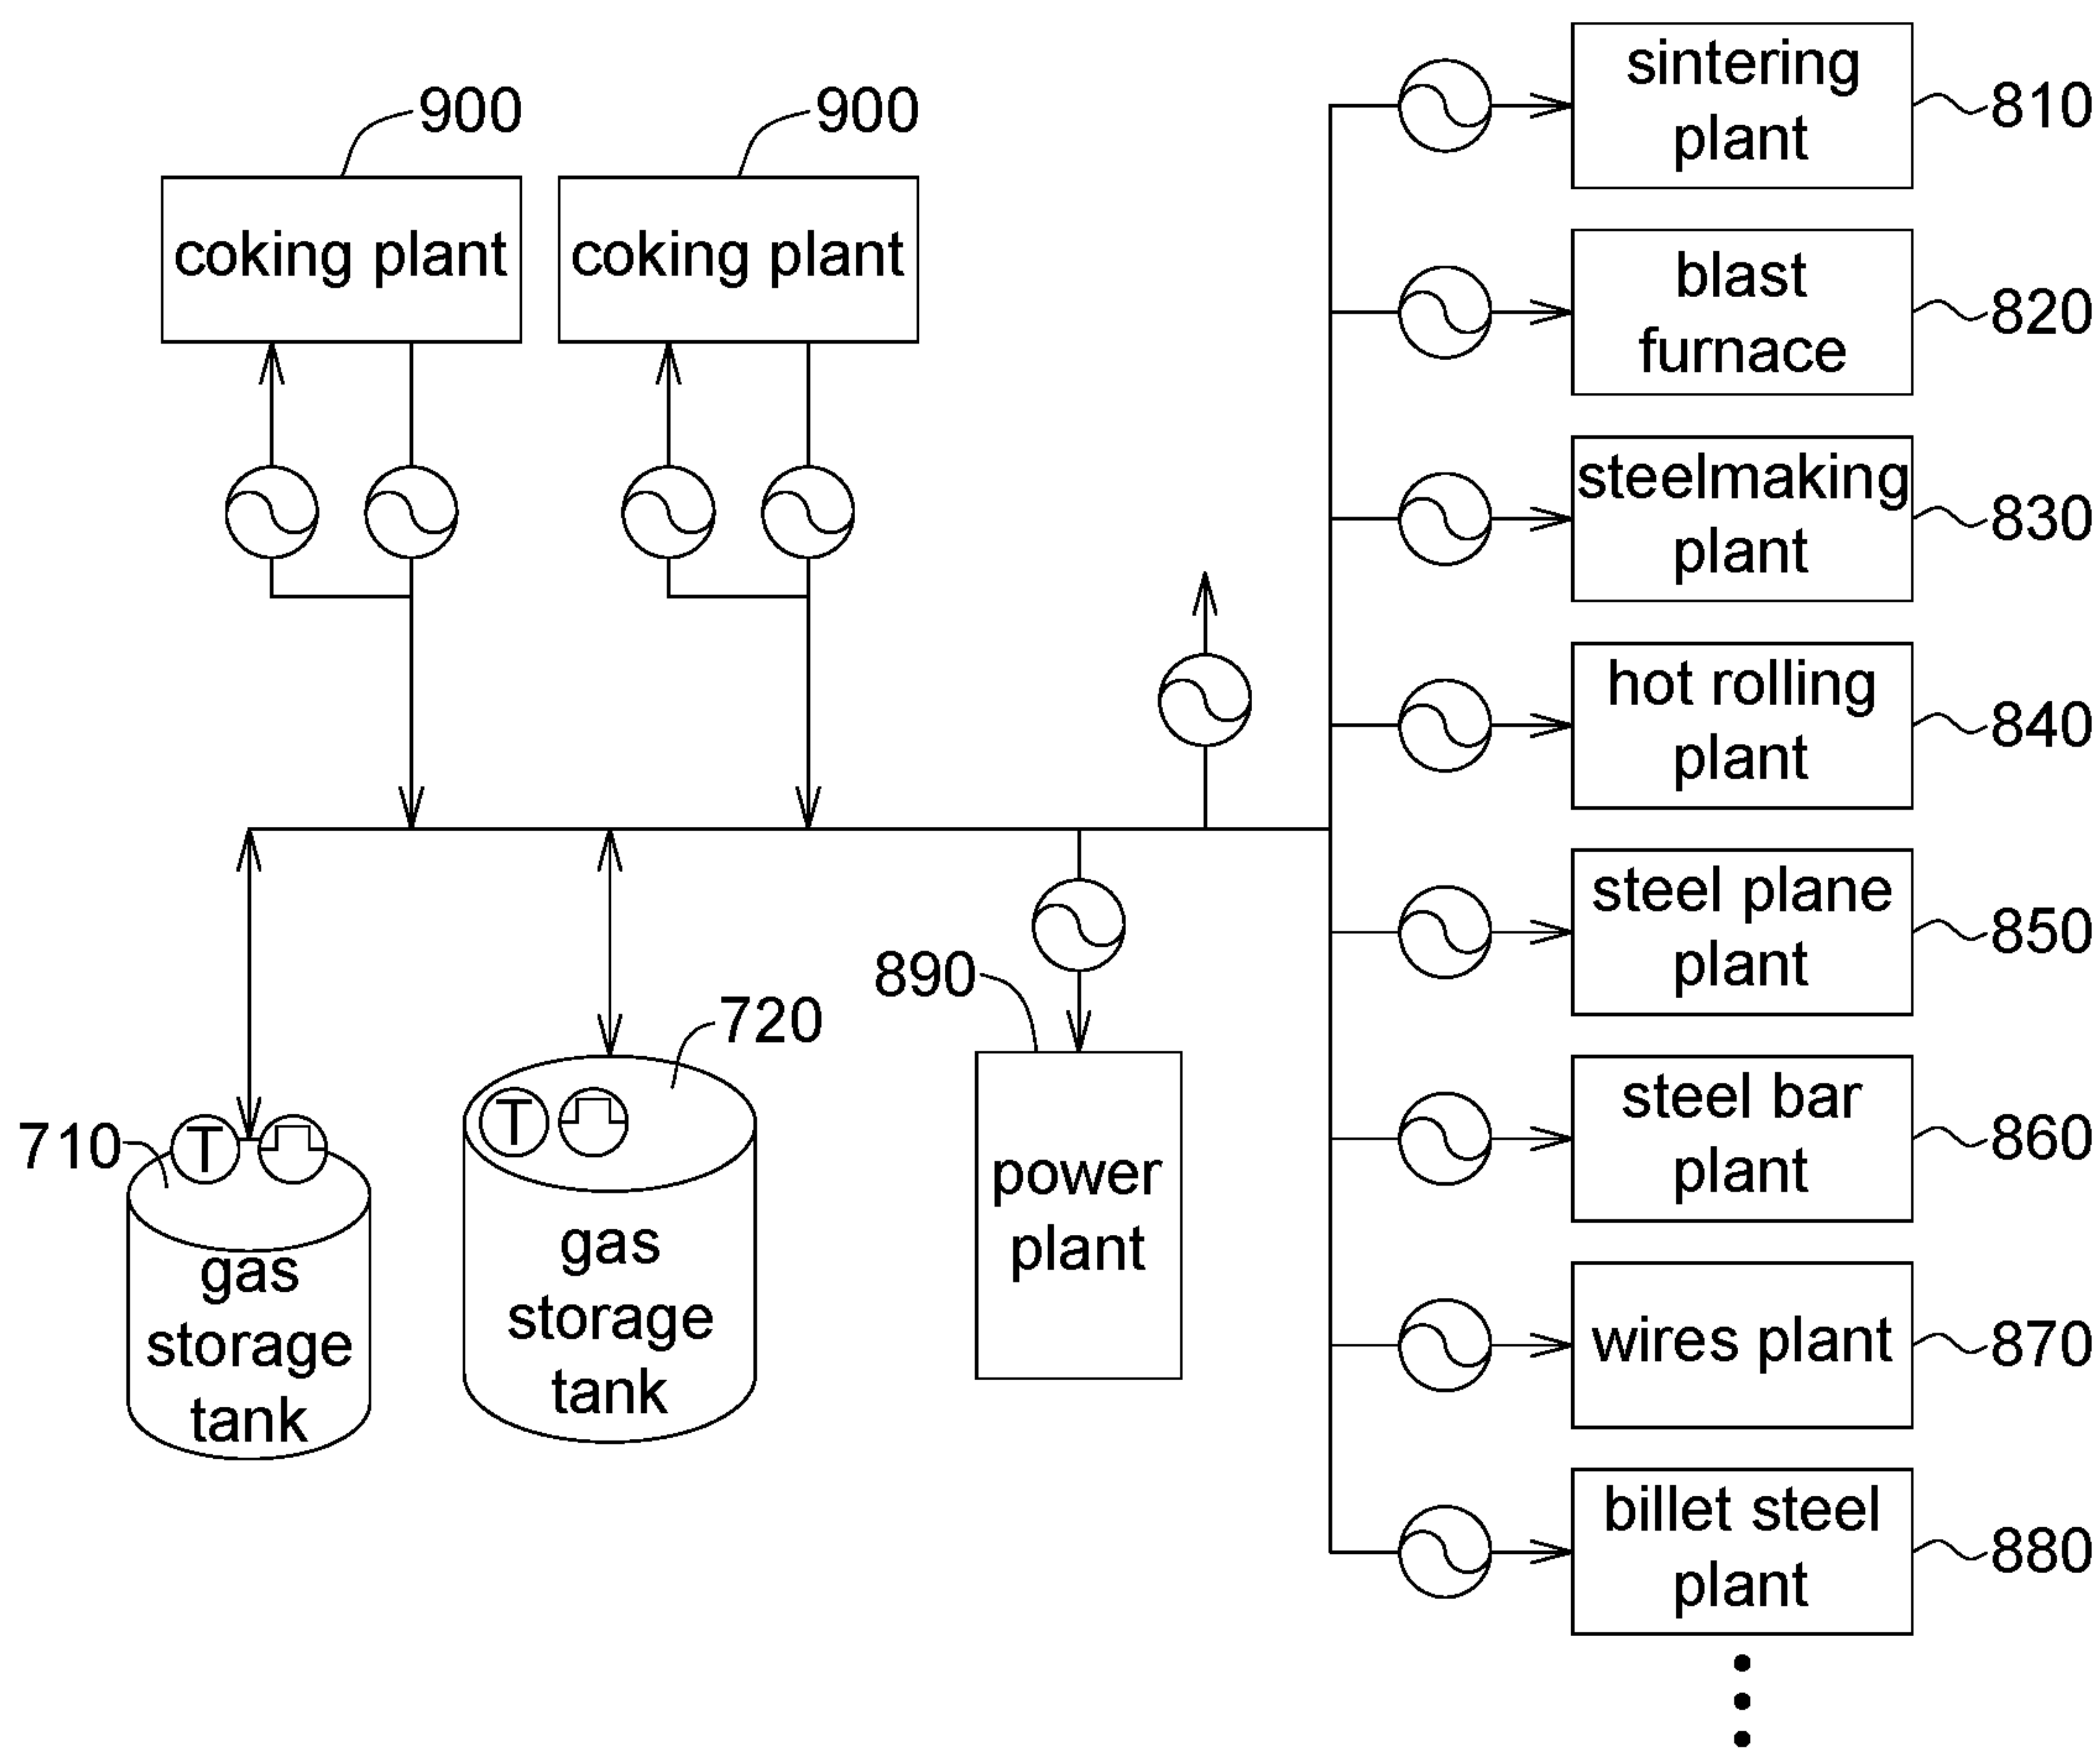 900
900
coking plant
coking plant
710
T
gas
storage
tank
720
T
gas
storage
tank
890
power
plant
sintering
plant
810
blast
furnace
820
steelmaking
plant
830
hot rolling
plant
840
steel plane
plant
850
steel bar
plant
860
wires plant
870
billet steel
plant
880